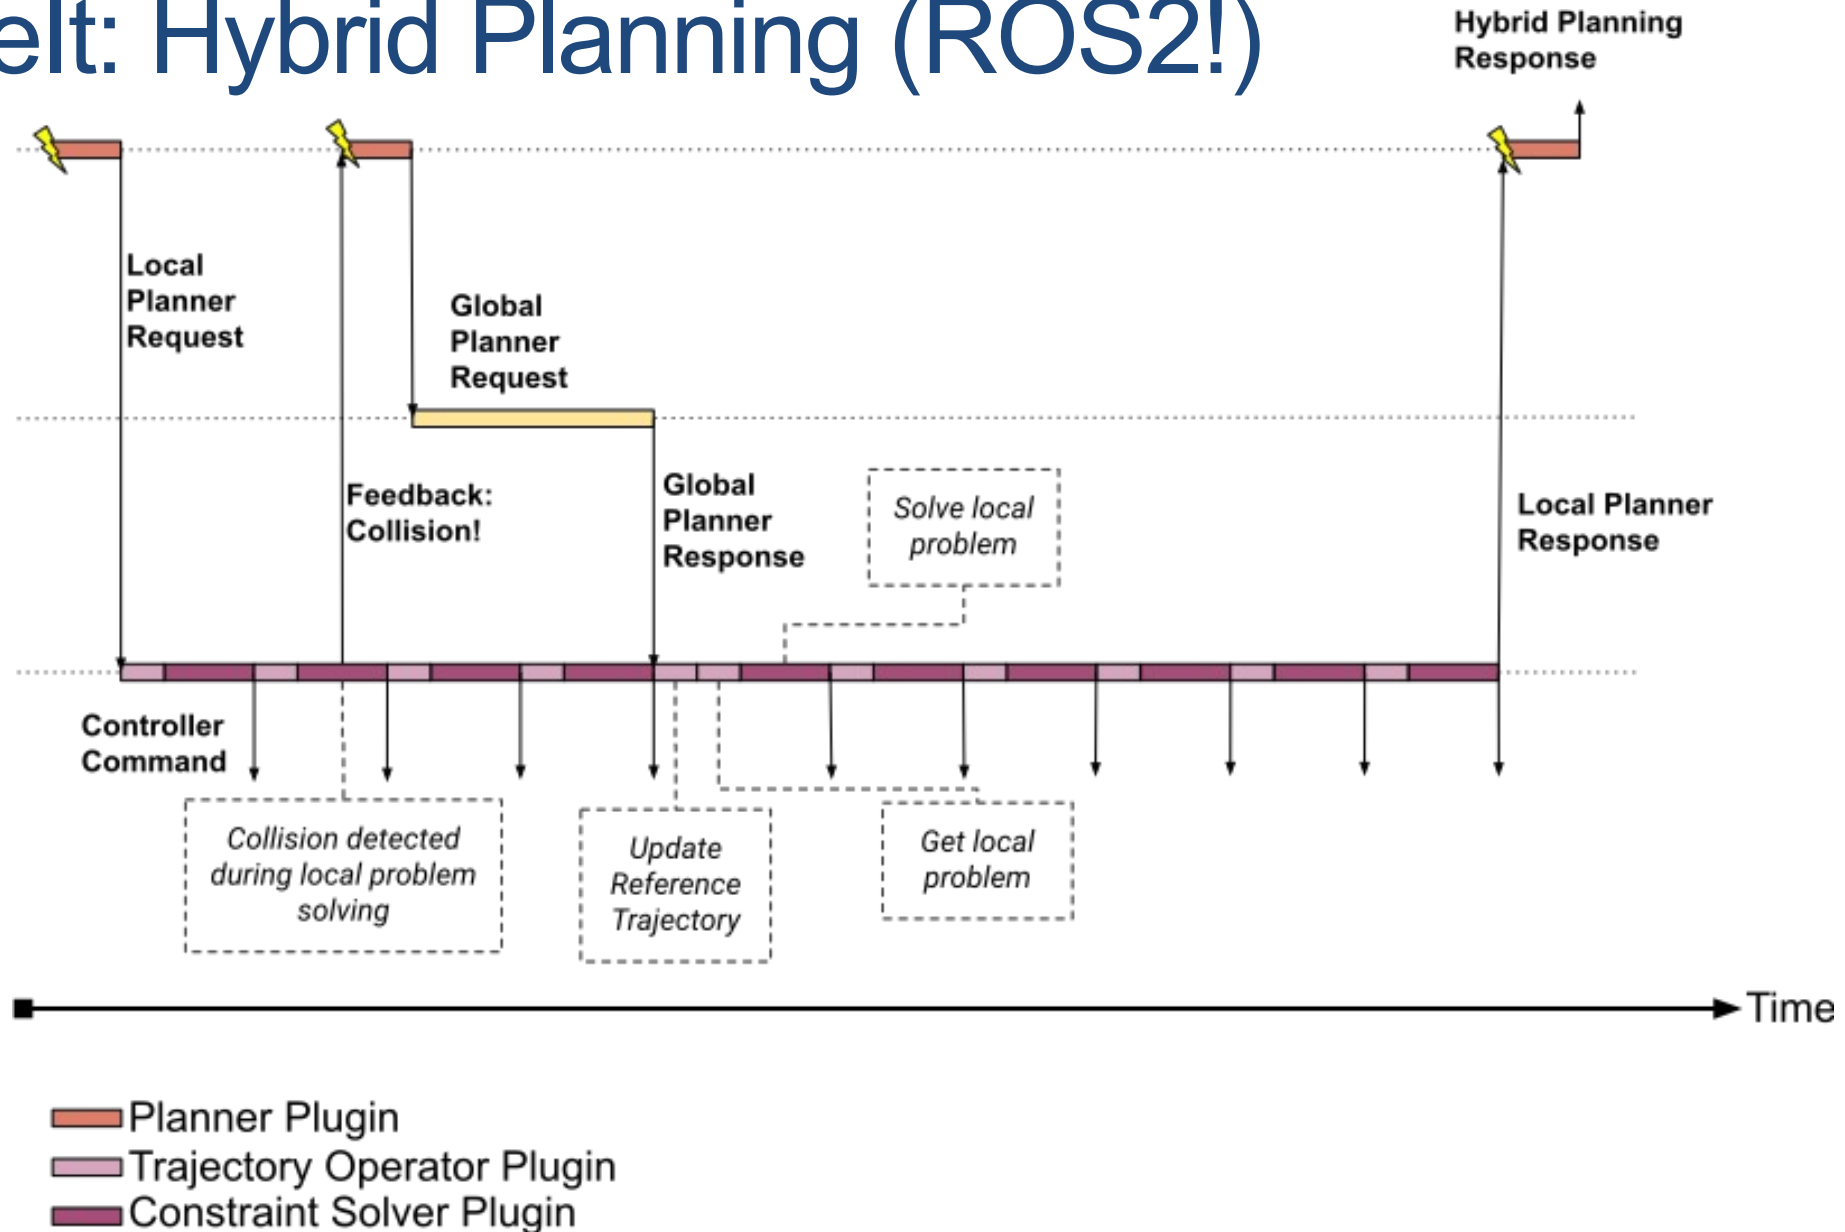 elt: Hybrid Planning (ROS2!)
Hybrid Planning
Response
Local
Planner
Request
Global
Planner
Request
Feedback:
Collision!
Global
Planner
Response
Solve local
problem
Local Planner
Response
Controller
Command
Collision detected
during local problem
solving
Update
Reference
Trajectory
Get local
problem
Time
Planner Plugin
Trajectory Operator Plugin
Constraint Solver Plugin